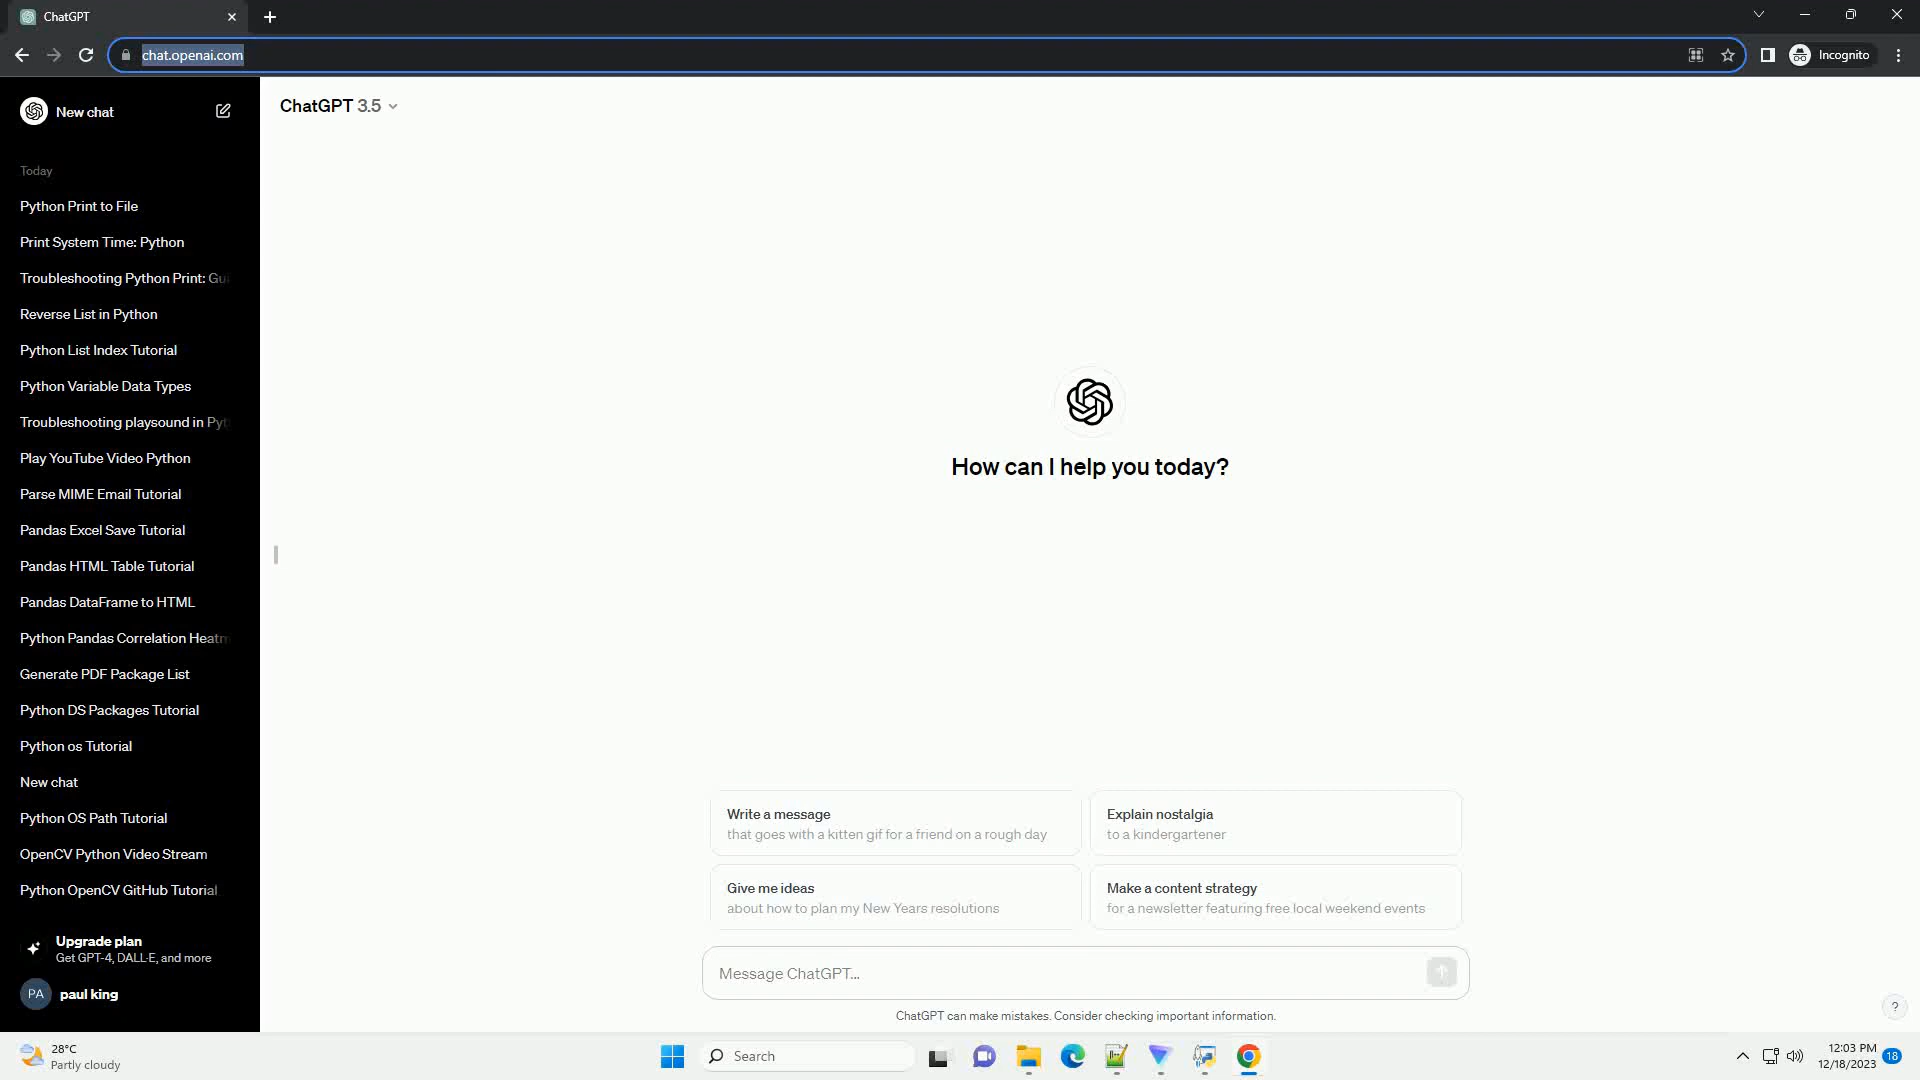 ChatGPT
chat.openai.com
Incognito
New chat
ChatGPT 3.5
Today
Python Print to File
Print System Time: Python
Troubleshooting Python Print: Gui
Reverse List in Python
Python List Index Tutorial
Python Variable Data Types
Troubleshooting playsound in Pyt
Play YouTube Video Python
Parse MIME Email Tutorial
Pandas Excel Save Tutorial
Pandas HTML Table Tutorial
Pandas DataFrame to HTML
Python Pandas Correlation Heatm
Generate PDF Package List
Python DS Packages Tutorial
Python os Tutorial
New chat
Python OS Path Tutorial
OpenCV Python Video Stream
Python OpenCV GitHub Tutorial
Upgrade plan
Get GPT-4, DALL·E, and more
PA
paul king
How can I help you today?
Write a message
that goes with a kitten gif for a friend on a rough day
Explain nostalgia
to a kindergartener
Give me ideas
about how to plan my New Years resolutions
Make a content strategy
for a newsletter featuring free local weekend events
Message ChatGPT...
ChatGPT can make mistakes. Consider checking important information.
?
28°C
Partly cloudy
Search
12:03 PM
12/18/2023
18